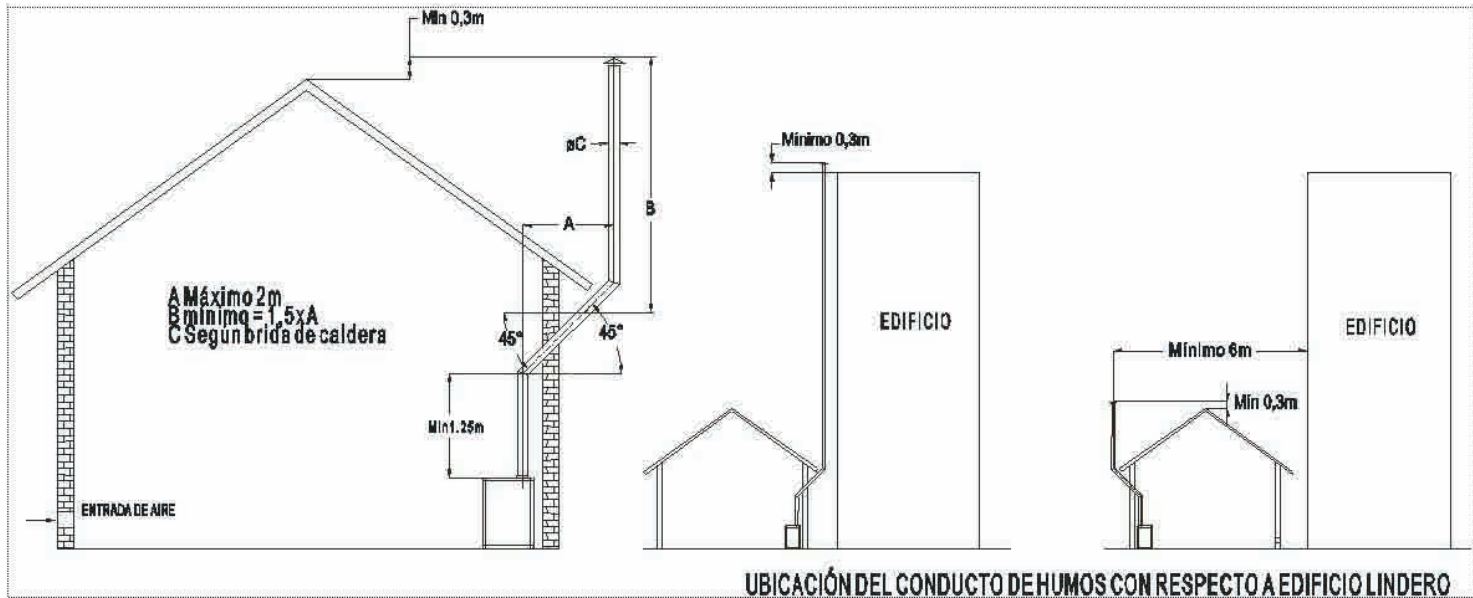 Min 0,3m
øC
A
B
A Máximo 2m
B mínimo = 1,5xA
C Segun brida de caldera
45°
45°
Min1.25m
ENTRADA DE AIRE
Mínimo 0,3m
EDIFICIO
EDIFICIO
Mínimo 6m
Min 0,3m
UBICACIÓN DEL CONDUCTO DE HUMOS CON RESPECTO A EDIFICIO LINDERO